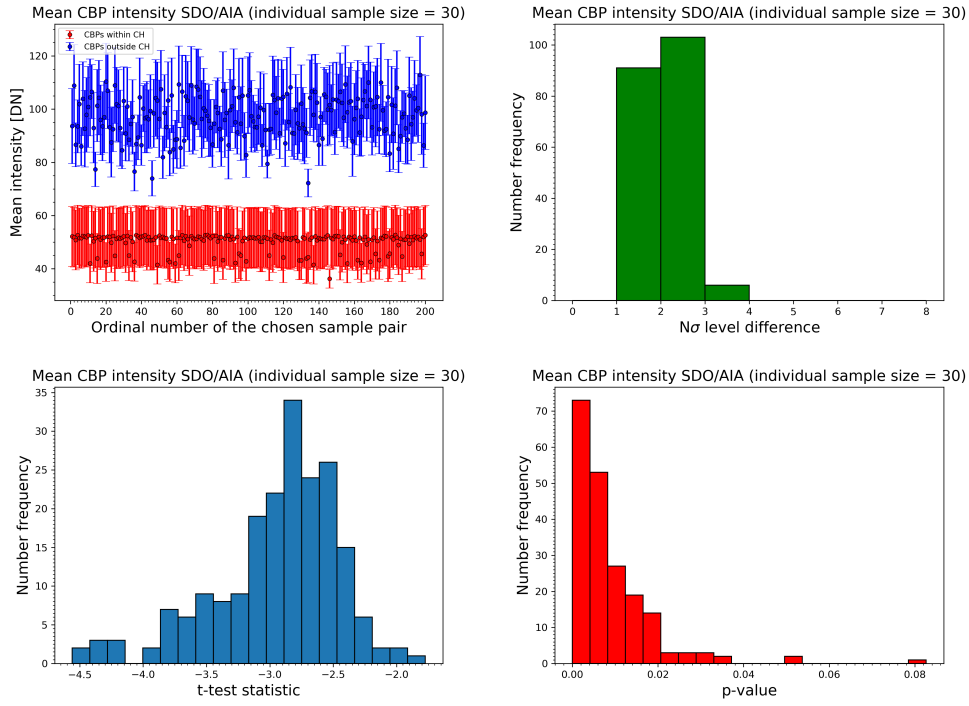 Mean CBP intensity SDO/AIA (individual sample size = 30)
CBPs within CH
CBPs outside CH
Mean intensity [DN]
120
100
80
60
40
0 20 40 60 80 100 120 140 160 180 200
Ordinal number of the chosen sample pair
Mean CBP intensity SDO/AIA (individual sample size = 30)
Number frequency
100
80
60
40
20
0
0 1 2 3 4 5 6 7 8
Nσ level difference
Mean CBP intensity SDO/AIA (individual sample size = 30)
Number frequency
35
30
25
20
15
10
5
0
−4.5 −4.0 −3.5 −3.0 −2.5 −2.0
t-test statistic
Mean CBP intensity SDO/AIA (individual sample size = 30)
Number frequency
70
60
50
40
30
20
10
0
0.00 0.02 0.04 0.06 0.08
p-value